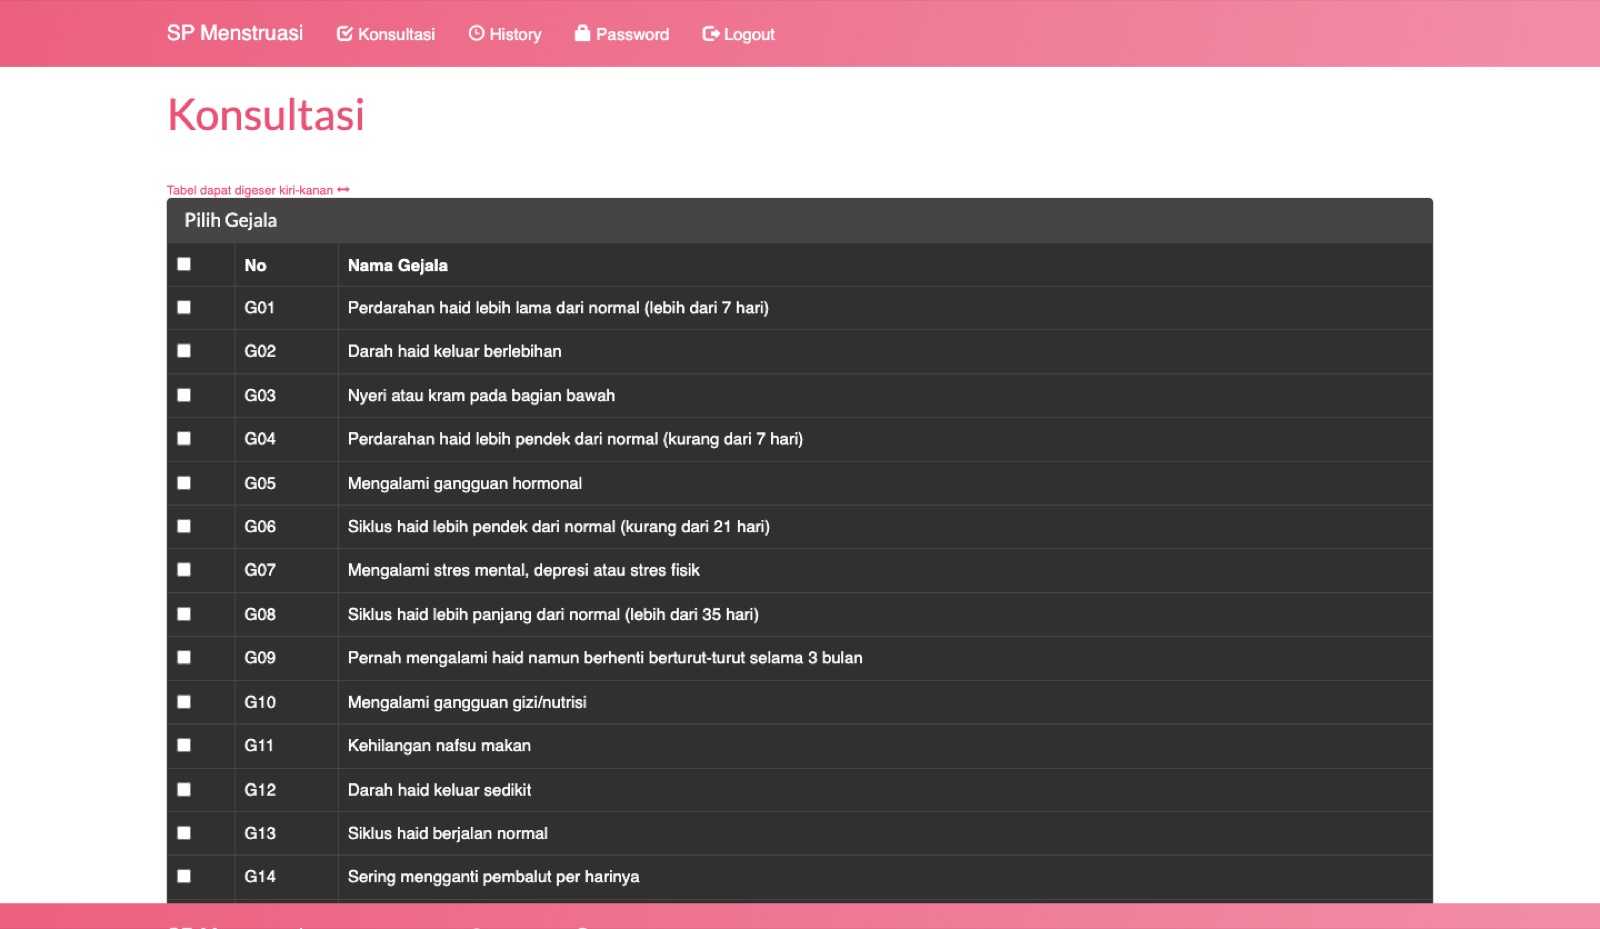 SP Menstruasi Konsultasi History Password Logout
Konsultasi
Tabel dapat digeser kiri-kanan
Pilih Gejala
No Nama Gejala
G01 Perdarahan haid lebih lama dari normal (lebih dari 7 hari)
G02 Darah haid keluar berlebihan
G03 Nyeri atau kram pada bagian bawah
G04 Perdarahan haid lebih pendek dari normal (kurang dari 7 hari)
G05 Mengalami gangguan hormonal
G06 Siklus haid lebih pendek dari normal (kurang dari 21 hari)
G07 Mengalami stres mental, depresi atau stres fisik
G08 Siklus haid lebih panjang dari normal (lebih dari 35 hari)
G09 Pernah mengalami haid namun berhenti berturut-turut selama 3 bulan
G10 Mengalami gangguan gizi/nutrisi
G11 Kehilangan nafsu makan
G12 Darah haid keluar sedikit
G13 Siklus haid berjalan normal
G14 Sering mengganti pembalut per harinya